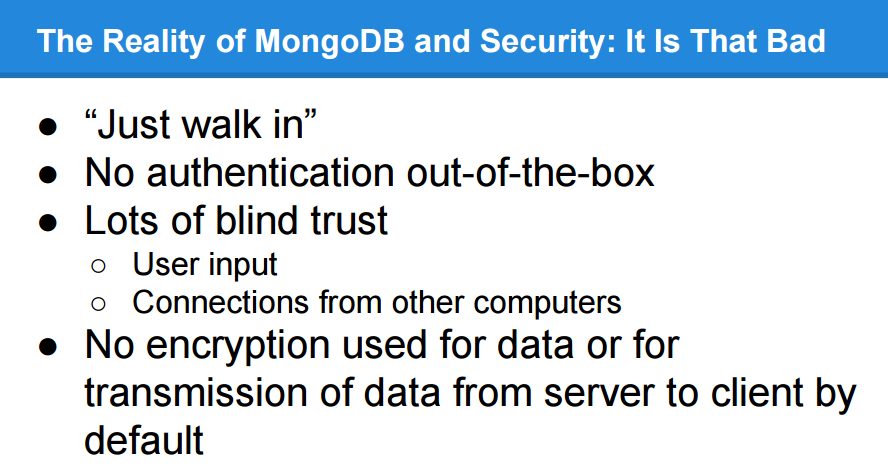 The Reality of MongoDB and Security: It Is That Bad
● “Just walk in”
● No authentication out-of-the-box
● Lots of blind trust
○ User input
○ Connections from other computers
● No encryption used for data or for
transmission of data from server to client by
default